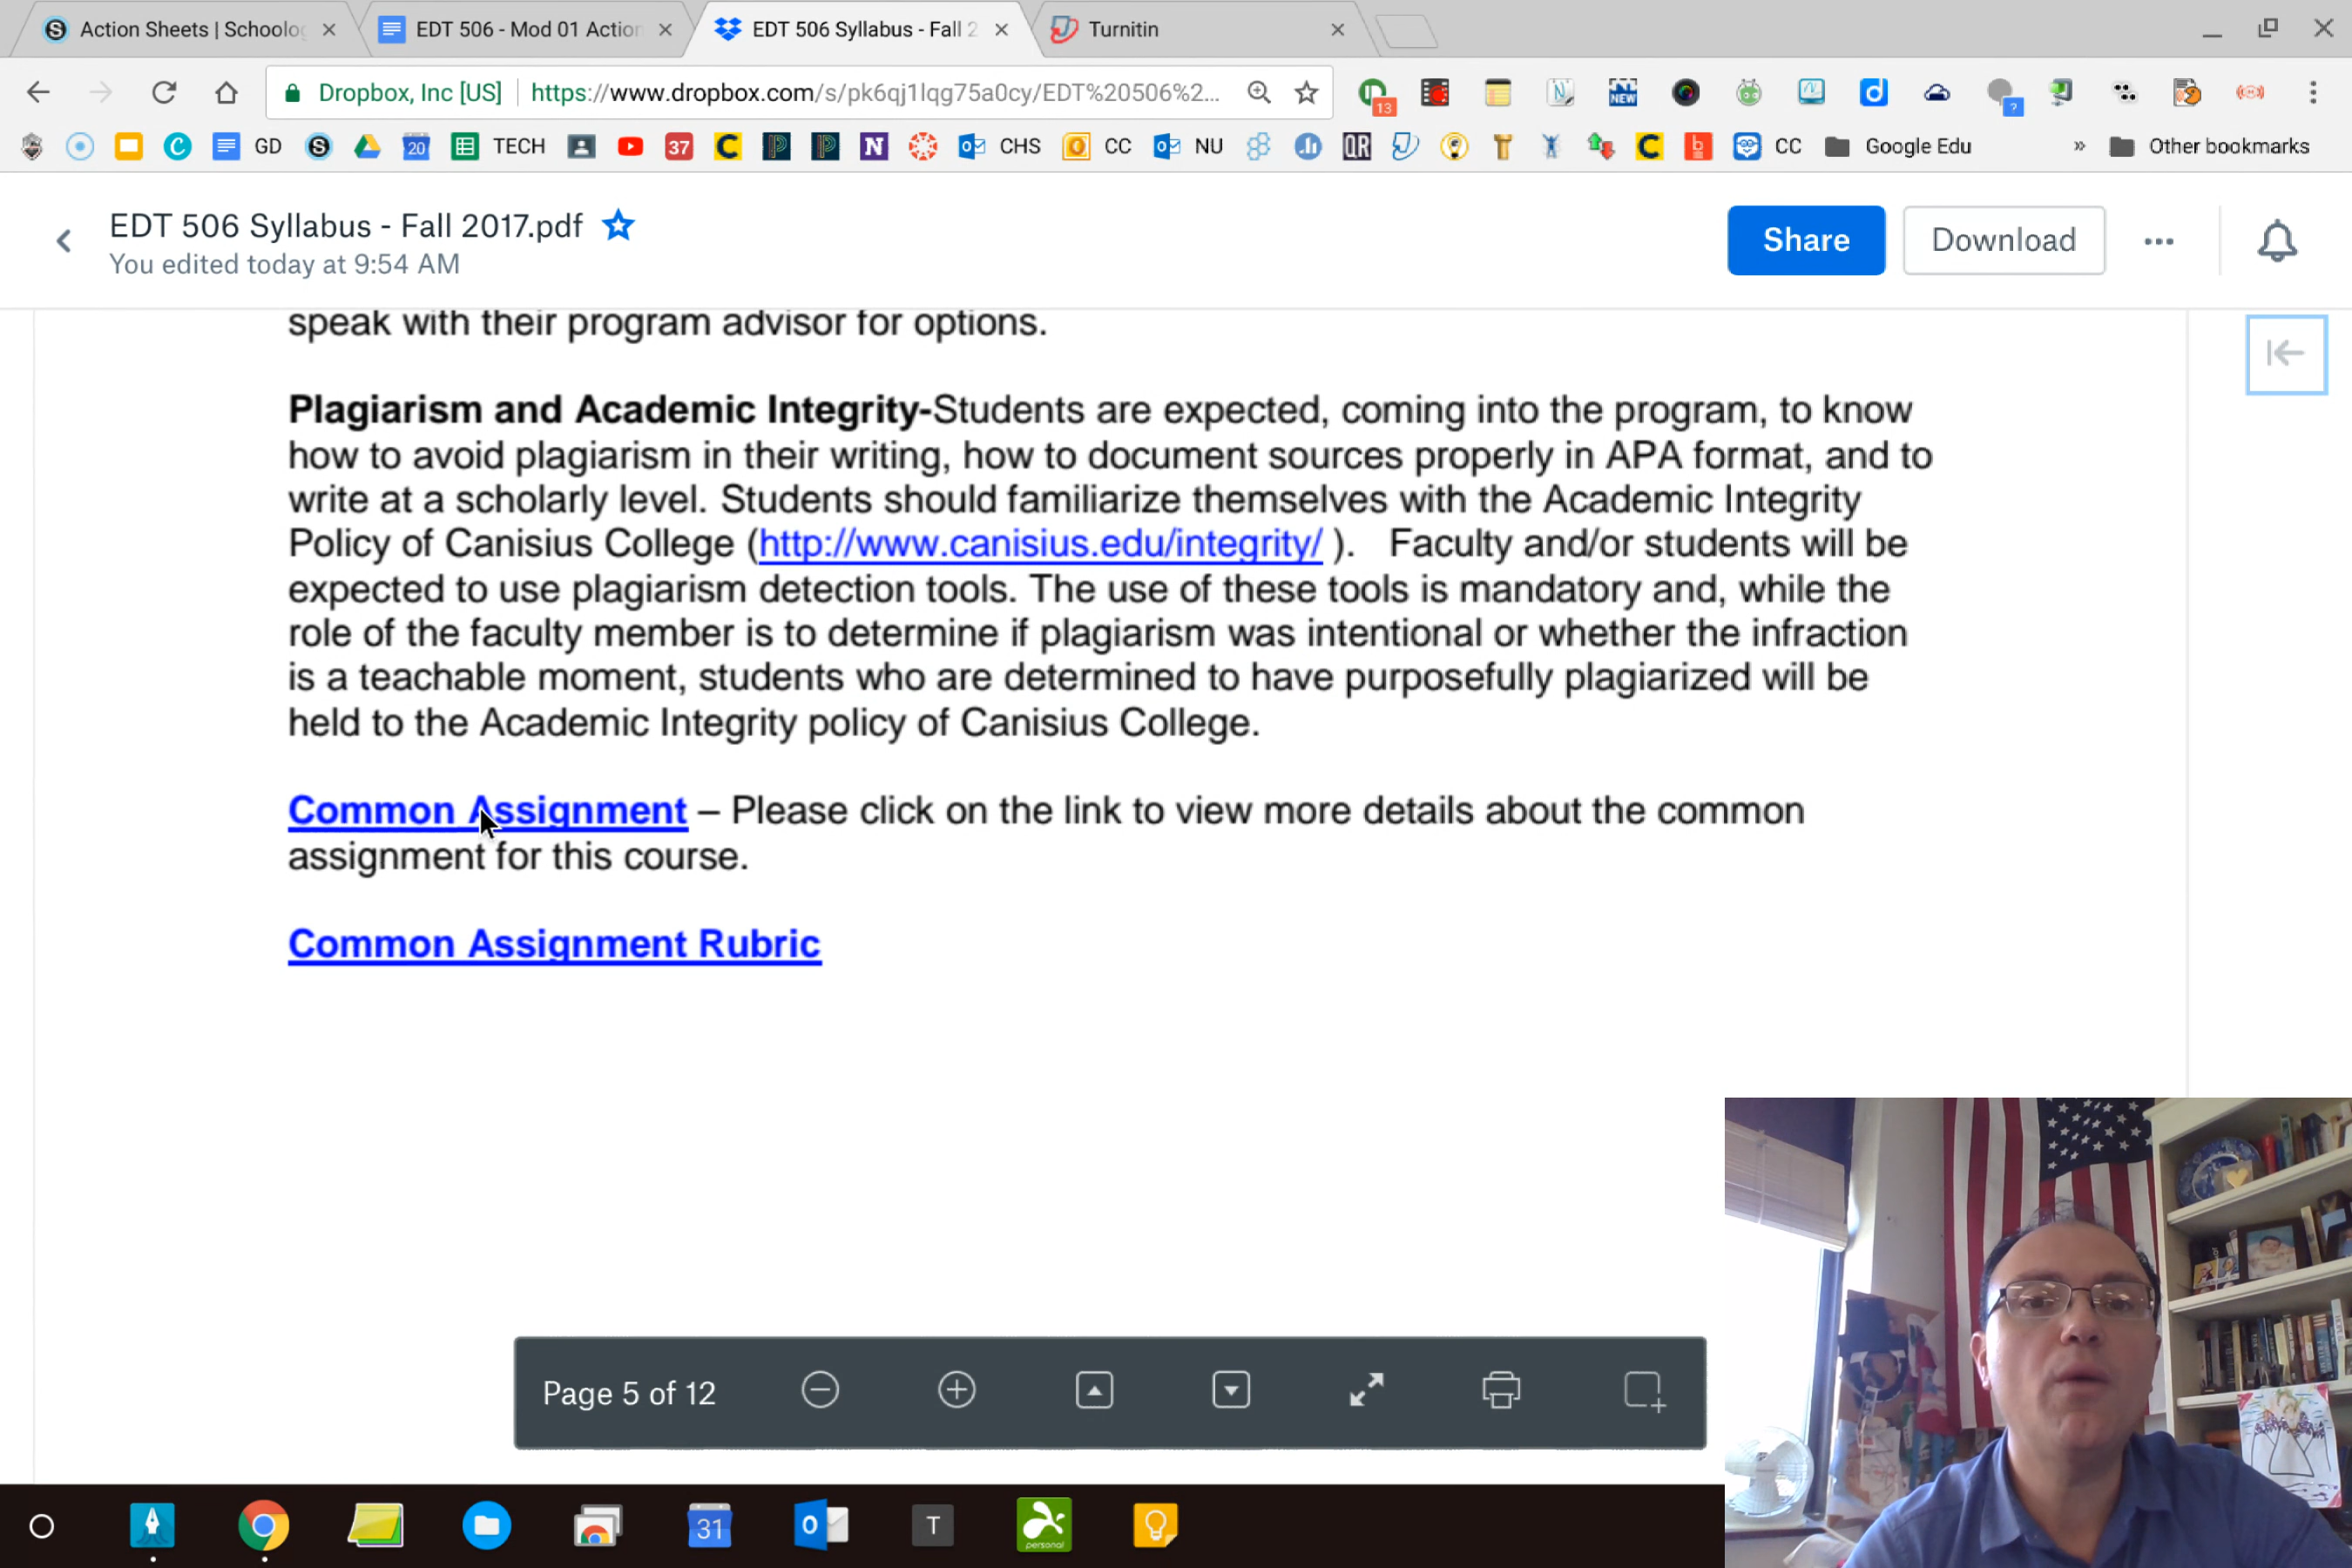 Action Sheets | Schoolog
EDT 506 - Mod 01 Action
EDT 506 Syllabus - Fall 2
Turnitin
Dropbox, Inc [US]
https://www.dropbox.com/s/pk6qj1lqg75a0cy/EDT%20506%2...
13
NEW
?
GD
20
TECH
37
CHS
CC
NU
QR
CC
Google Edu
»
Other bookmarks
EDT 506 Syllabus - Fall 2017.pdf
You edited today at 9:54 AM
Share
Download
speak with their program advisor for options.
Plagiarism and Academic Integrity-Students are expected, coming into the program, to know
how to avoid plagiarism in their writing, how to document sources properly in APA format, and to
write at a scholarly level. Students should familiarize themselves with the Academic Integrity
Policy of Canisius College (http://www.canisius.edu/integrity/ ).   Faculty and/or students will be
expected to use plagiarism detection tools. The use of these tools is mandatory and, while the
role of the faculty member is to determine if plagiarism was intentional or whether the infraction
is a teachable moment, students who are determined to have purposefully plagiarized will be
held to the Academic Integrity policy of Canisius College.
Common Assignment – Please click on the link to view more details about the common
assignment for this course.
Common Assignment Rubric
Page 5 of 12
31
T
personal